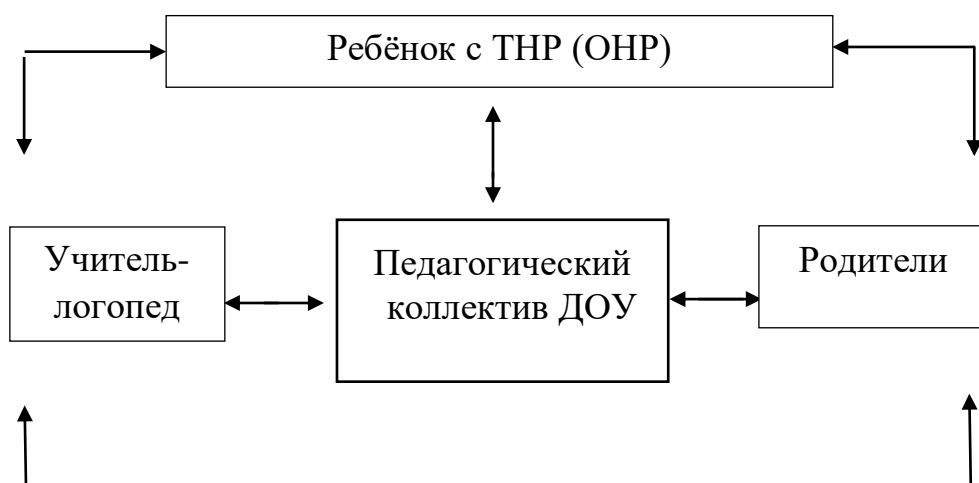 Ребёнок с ТНР (ОНР)
Учитель-
логопед
Педагогический
коллектив ДОУ
Родители